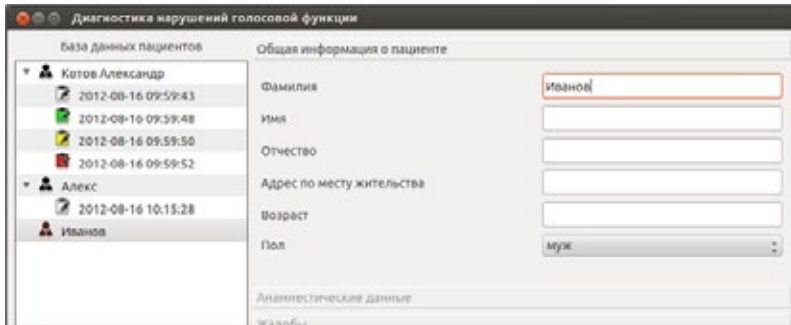 Диагностика нарушений голосовой функции
База данных пациентов
Котов Александр
2012-08-16 09:59:43
2012-08-16 09:59:48
2012-08-16 09:59:50
2012-08-16 09:59:52
Алекс
2012-08-16 10:15:28
Иванов
Общая информация о пациенте
Фамилия
Иванов
Имя
Отчество
Адрес по месту жительства
Возраст
Пол
муж
Анамнестические данные
Жалобы